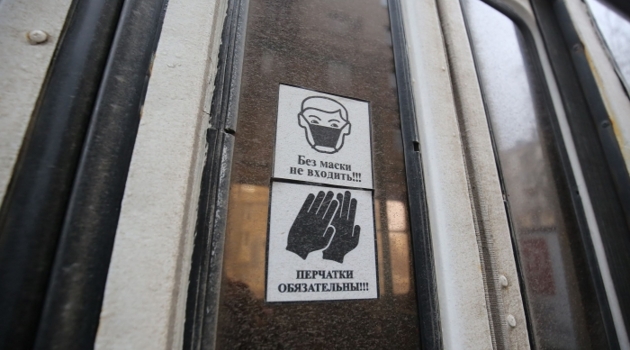 Без маски
не входить!!!
ПЕРЧАТКИ
ОБЯЗАТЕЛЬНЫ!!!